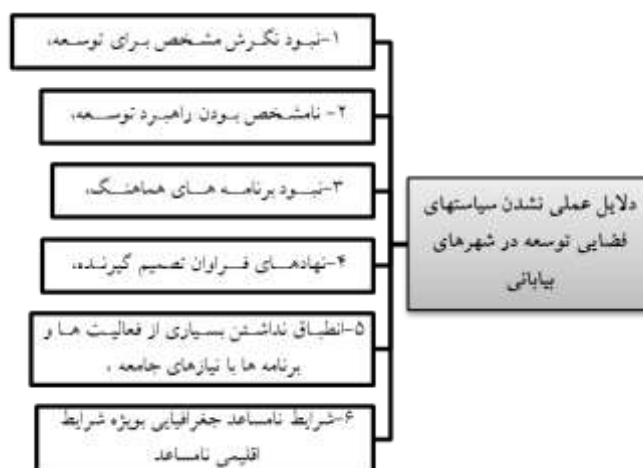 دلایل عملی نشدن سیاستهای
فضایی توسعه در شهرهای
بیابانی
۱-نبود نگرش مشخص برای توسعه،
۲- نامشخص بودن راهبرد توسعه،
۳-نبود برنامه های هماهنگ،
۴-نهادهای فراوان تصمیم گیرنده،
۵-انطباق نداشتن بسیاری از فعالیت ها و
برنامه ها با نیازهای جامعه ،
۶-شرایط نامساعد جغرافیایی بویژه شرایط
اقلیمی نامساعد